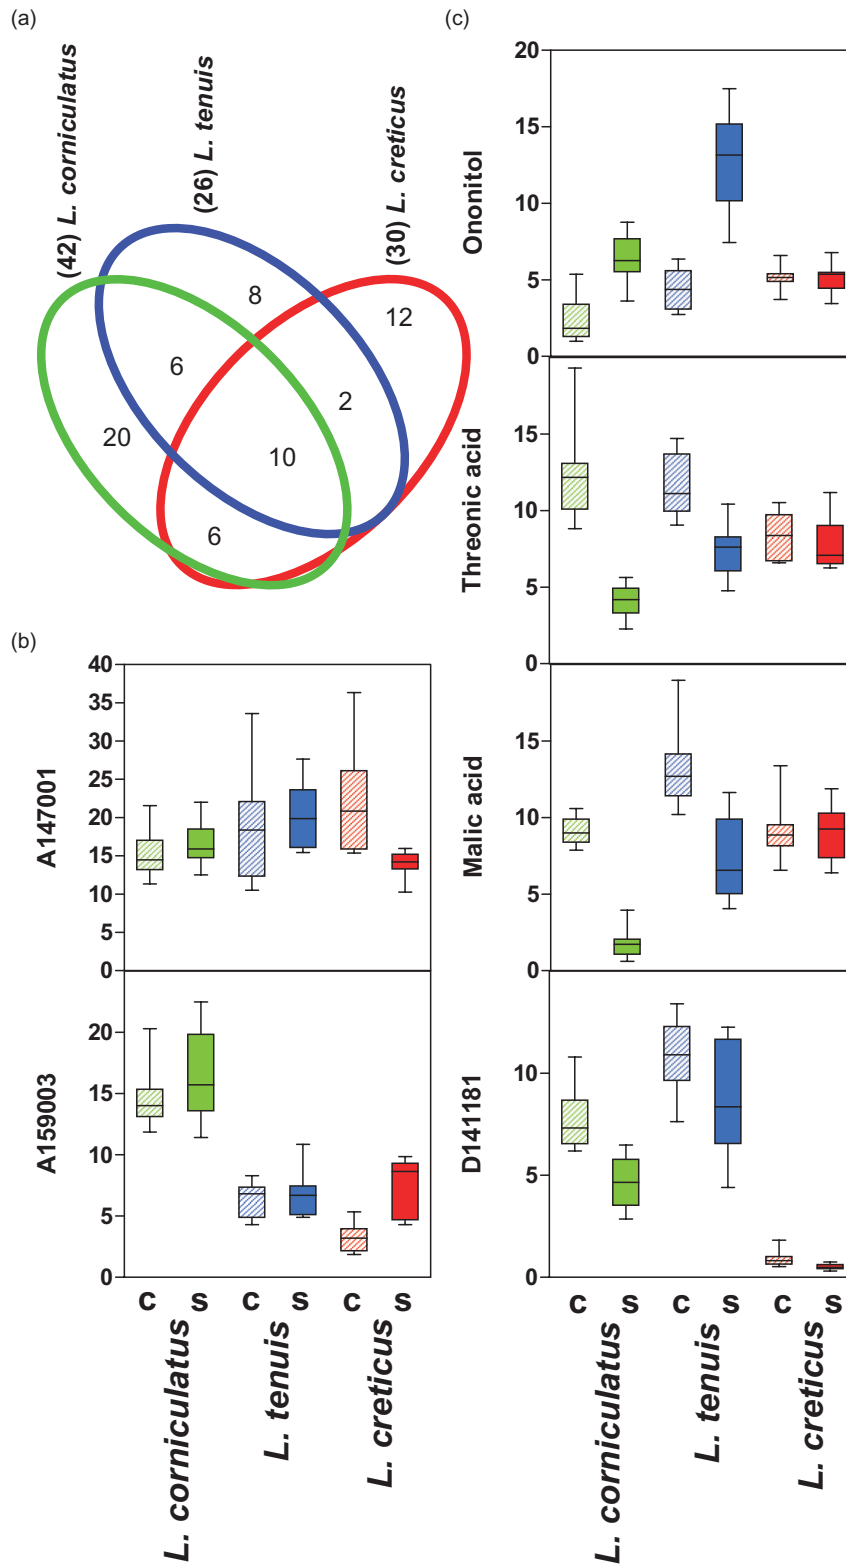 (a)
(42) L. corniculatus
(26) L. tenuis
(30) L. creticus
8
12
6
2
20
10
6
(b)
A147001
40
35
30
25
20
15
10
5
0
A159003
20
15
10
5
0
c s c s c s
L. corniculatus
L. tenuis
L. creticus
(c)
Ononitol
20
15
10
5
0
Threonic acid
15
10
5
0
Malic acid
15
10
5
0
D141181
10
5
0
c s c s c s
L. corniculatus
L. tenuis
L. creticus